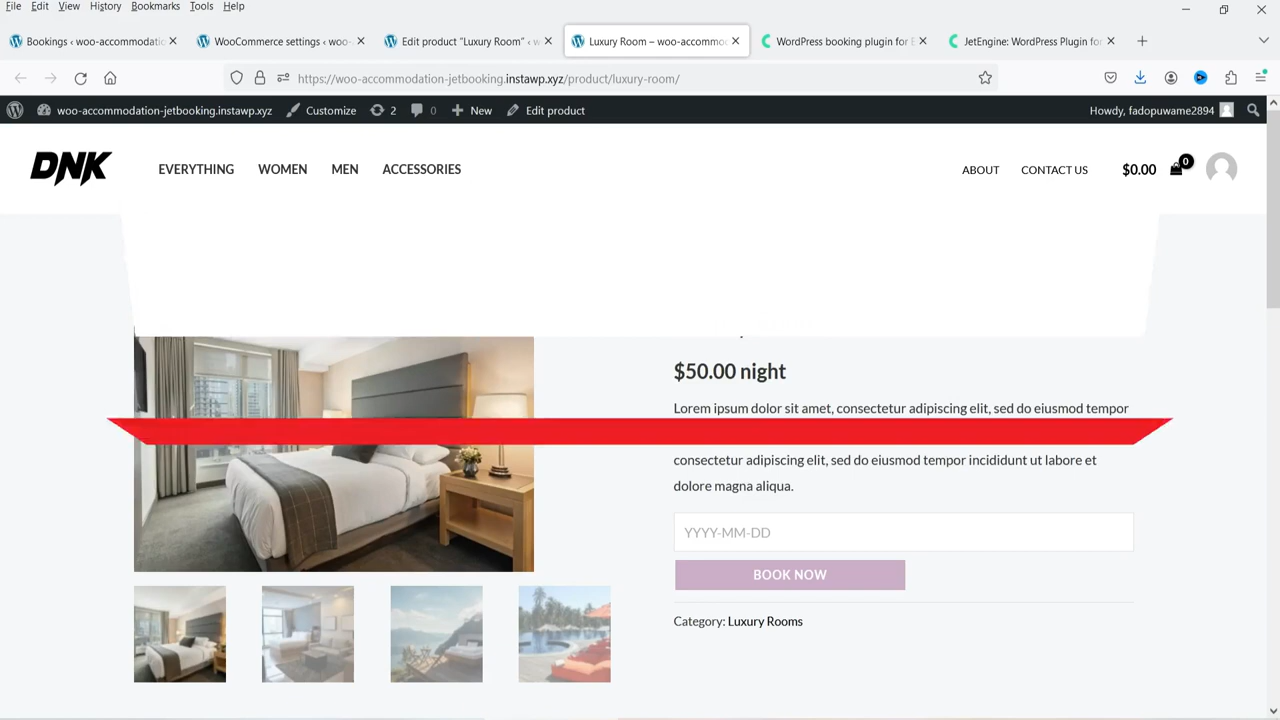 File Edit View History Bookmarks Tools Help
Bookings ‹ woo-accommodatio
WooCommerce settings ‹ woo-
Edit product "Luxury Room" ‹ w
Luxury Room – woo-accommo
WordPress booking plugin for E
JetEngine: WordPress Plugin for
https://woo-accommodation-jetbooking.instawp.xyz/product/luxury-room/
woo-accommodation-jetbooking.instawp.xyz Customize 2 0 New Edit product Howdy, fadopuwame2894
DNK EVERYTHING WOMEN MEN ACCESSORIES ABOUT CONTACT US $0.00 0
$50.00 night
Lorem ipsum dolor sit amet, consectetur adipiscing elit, sed do eiusmod tempor
consectetur adipiscing elit, sed do eiusmod tempor incididunt ut labore et
dolore magna aliqua.
YYYY-MM-DD
BOOK NOW
Category: Luxury Rooms